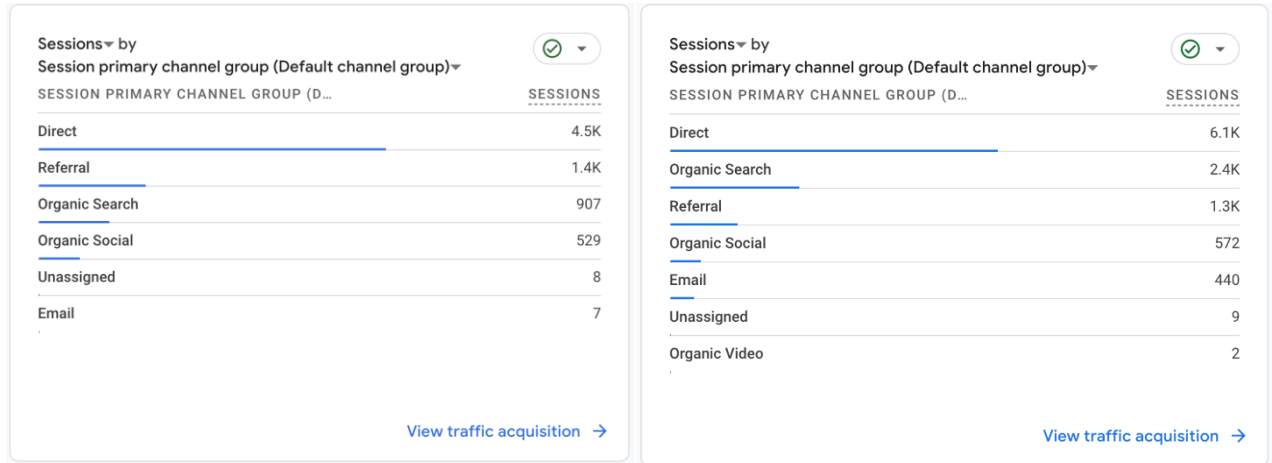 Sessions by
Session primary channel group (Default channel group)
SESSION PRIMARY CHANNEL GROUP (D… SESSIONS
Direct 4.5K
Referral 1.4K
Organic Search 907
Organic Social 529
Unassigned 8
Email 7
View traffic acquisition
Sessions by
Session primary channel group (Default channel group)
SESSION PRIMARY CHANNEL GROUP (D… SESSIONS
Direct 6.1K
Organic Search 2.4K
Referral 1.3K
Organic Social 572
Email 440
Unassigned 9
Organic Video 2
View traffic acquisition